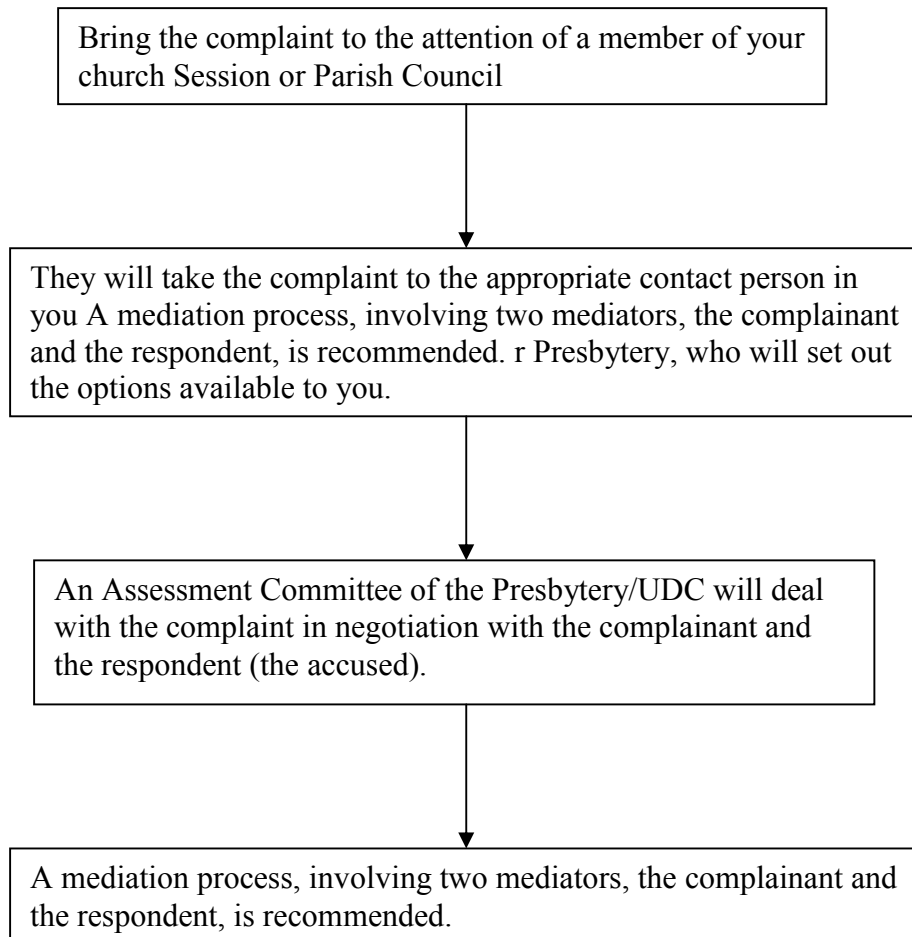 Bring the complaint to the attention of a member of your
church Session or Parish Council
They will take the complaint to the appropriate contact person in
you A mediation process, involving two mediators, the complainant
and the respondent, is recommended. r Presbytery, who will set out
the options available to you.
An Assessment Committee of the Presbytery/UDC will deal
with the complaint in negotiation with the complainant and
the respondent (the accused).
A mediation process, involving two mediators, the complainant and
the respondent, is recommended.